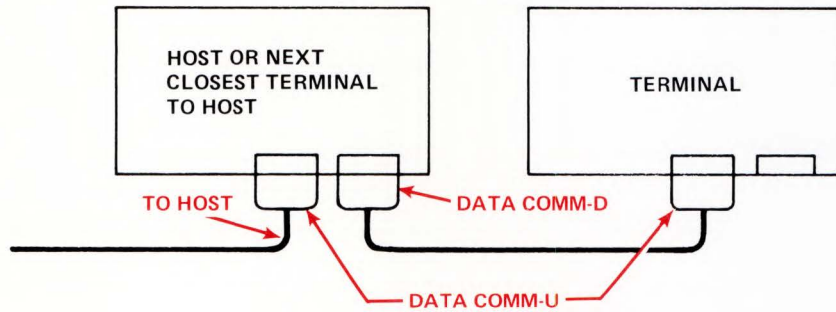 HOST OR NEXT
CLOSEST TERMINAL
TO HOST
TERMINAL
TO HOST
DATA COMM-D
DATA COMM-U